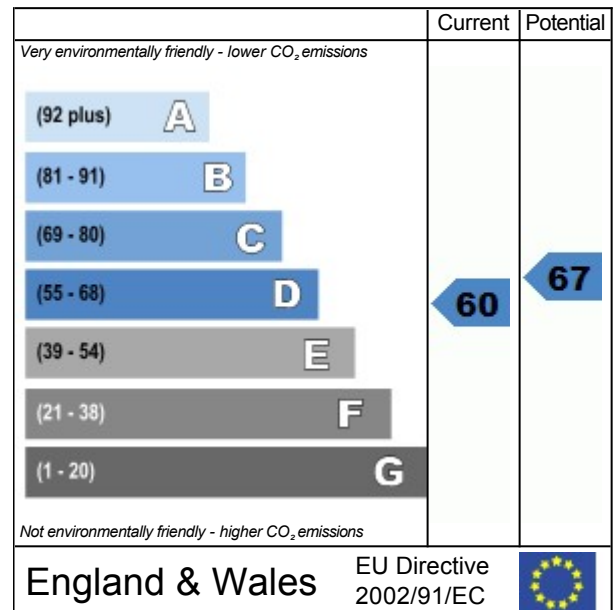 Current Potential
Very environmentally friendly - lower CO₂ emissions
(92 plus) A
(81 - 91) B
(69 - 80) C
(55 - 68) D
(39 - 54) E
(21 - 38) F
(1 - 20) G
60
67
Not environmentally friendly - higher CO₂ emissions
England & Wales
EU Directive
2002/91/EC